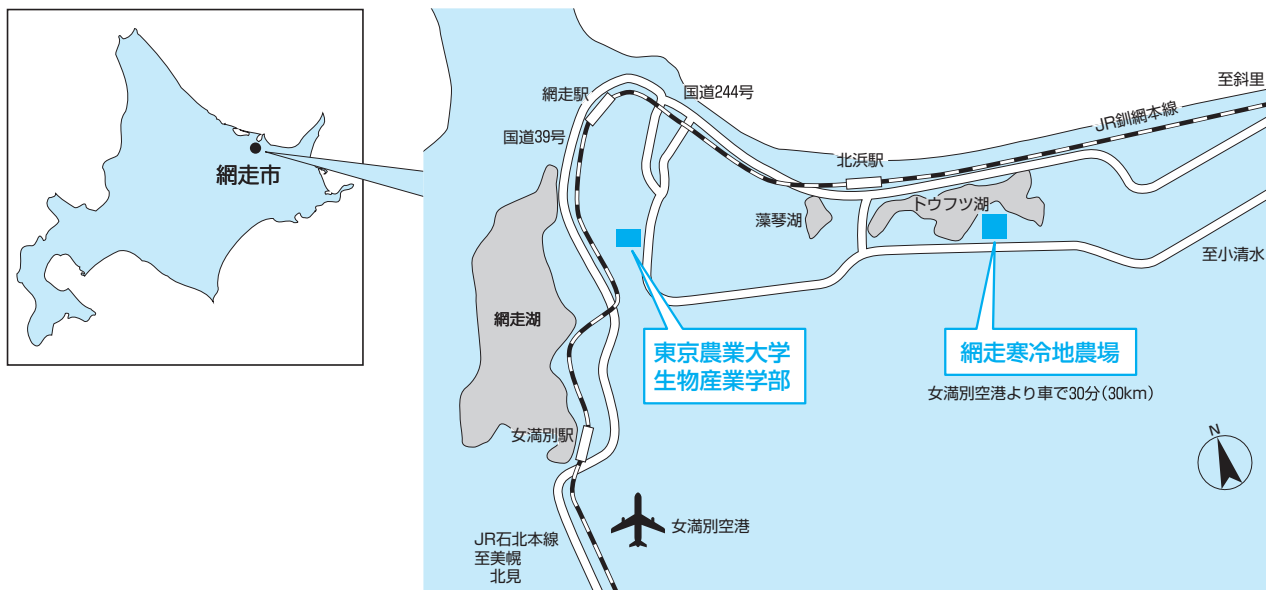 網走市
網走駅
国道244号
国道39号
至斜里
JR釧網本線
北浜駅
トウフツ湖
藻琴湖
至小清水
網走湖
東京農業大学
生物産業学部
網走寒冷地農場
女満別空港より車で30分(30km)
女満別駅
N
女満別空港
JR石北本線
至美幌
北見